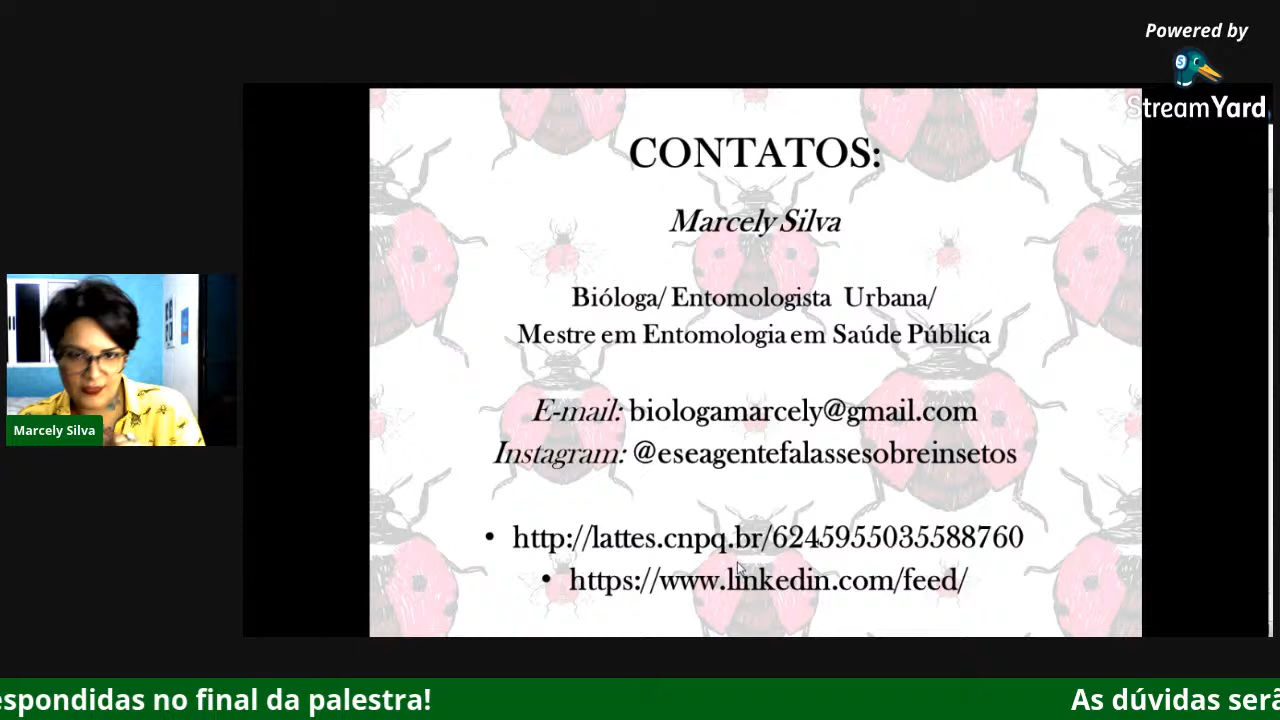 Powered by
StreamYard
CONTATOS:
Marcely Silva
Bióloga/ Entomologista Urbana/
Mestre em Entomologia em Saúde Pública
E-mail: biologamarcely@gmail.com
Instagram: @eseagentefalassesobreinsetos
• http://lattes.cnpq.br/6245955035588760
• https://www.linkedin.com/feed/
Marcely Silva
espondidas no final da palestra! As dúvidas serã